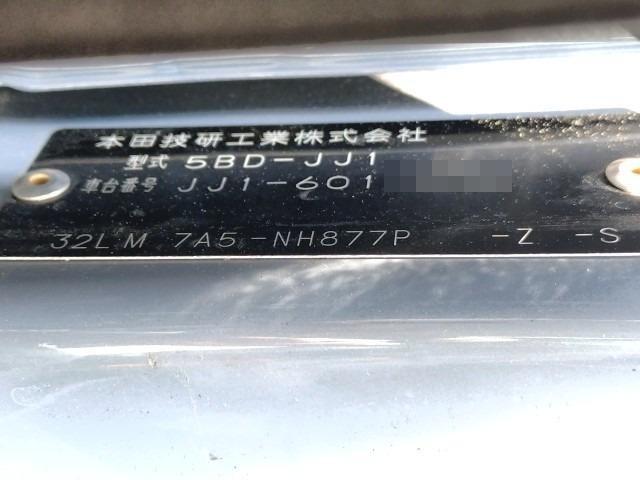 本田技研工業株式会社
型式 5BD-JJ1
車台番号 JJ1-601
32LM 7A5-NH877P -Z -S